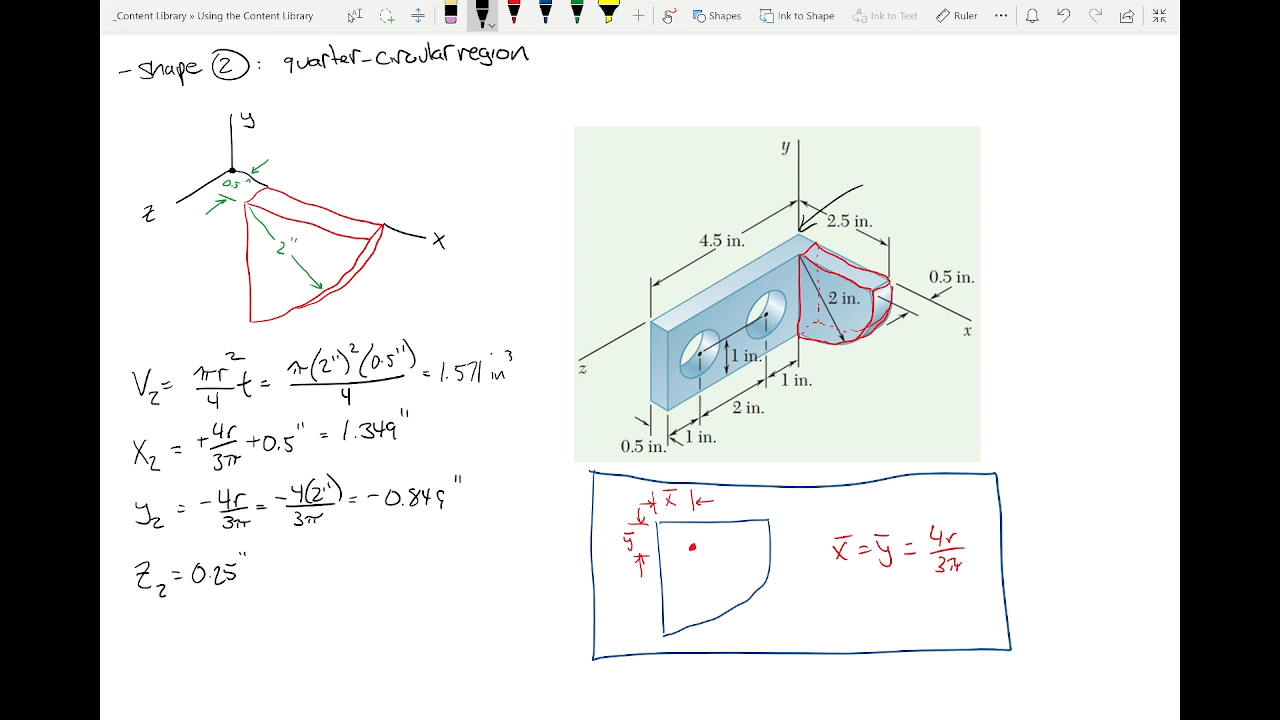 _Content Library » Using the Content Library
Shapes
Ink to Shape
Ink to Text
Ruler
- shape ②: quarter-circular region
y
0.5"
z
2"
x
V₂ = πr²/4 t = π(2")²(0.5")/4 = 1.571 in³
X₂ = +4r/3π + 0.5" = 1.349"
y₂ = -4r/3π = -4(2")/3π = -0.849"
Z₂ = 0.25"
y
2.5 in.
4.5 in.
0.5 in.
2 in.
x
1 in.
z
1 in.
2 in.
1 in.
0.5 in.
x̄
ȳ
x̄ = ȳ = 4r/3π